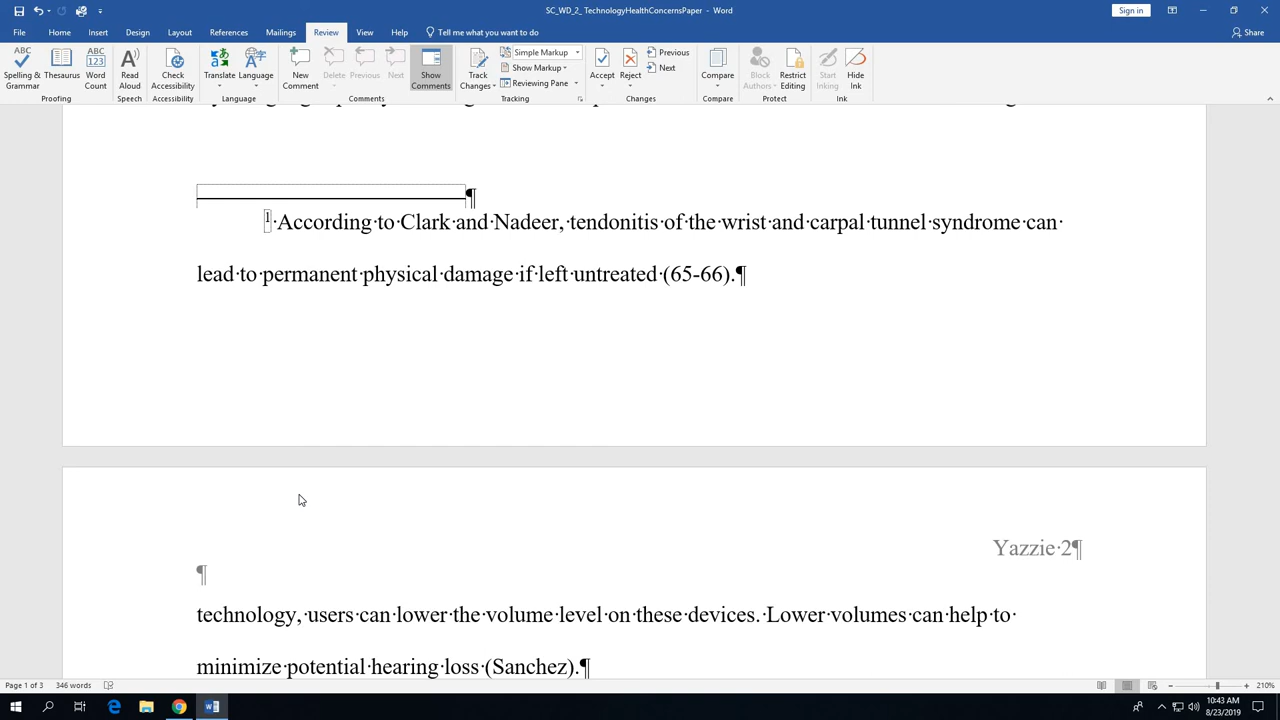 SC_WD_2_ TechnologyHealthConcernsPaper - Word
Sign in
File Home Insert Design Layout References Mailings Review View Help Tell me what you want to do Share
Spelling & Grammar
Thesaurus
Word Count
Proofing
Read Aloud
Speech
Check Accessibility
Accessibility
Translate
Language
Language
New Comment
Delete
Previous
Next
Show Comments
Comments
Track Changes
Simple Markup
Show Markup
Reviewing Pane
Tracking
Accept
Reject
Previous
Next
Changes
Compare
Compare
Block Authors
Restrict Editing
Protect
Start Inking
Hide Ink
Ink
¶
1·According·to·Clark·and·Nadeer,·tendonitis·of·the·wrist·and·carpal·tunnel·syndrome·can·
lead·to·permanent·physical·damage·if·left·untreated·(65-66).¶
Yazzie·2¶
¶
technology,·users·can·lower·the·volume·level·on·these·devices.·Lower·volumes·can·help·to·
minimize·potential·hearing·loss·(Sanchez).¶
Page 1 of 3 346 words 210%
10:43 AM
8/23/2019